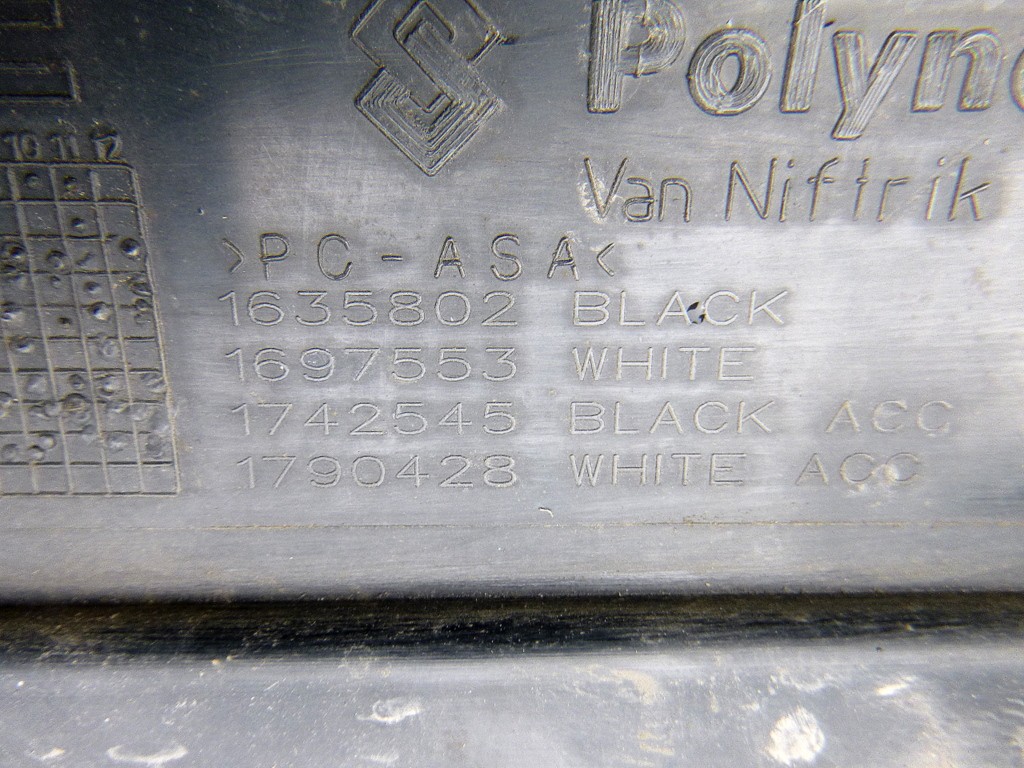 Polyn
Van Niftrik
10 11 12
>PC-ASA<
1635802 BLACK
1697553 WHITE
1742545 BLACK ACC
1790428 WHITE ACC